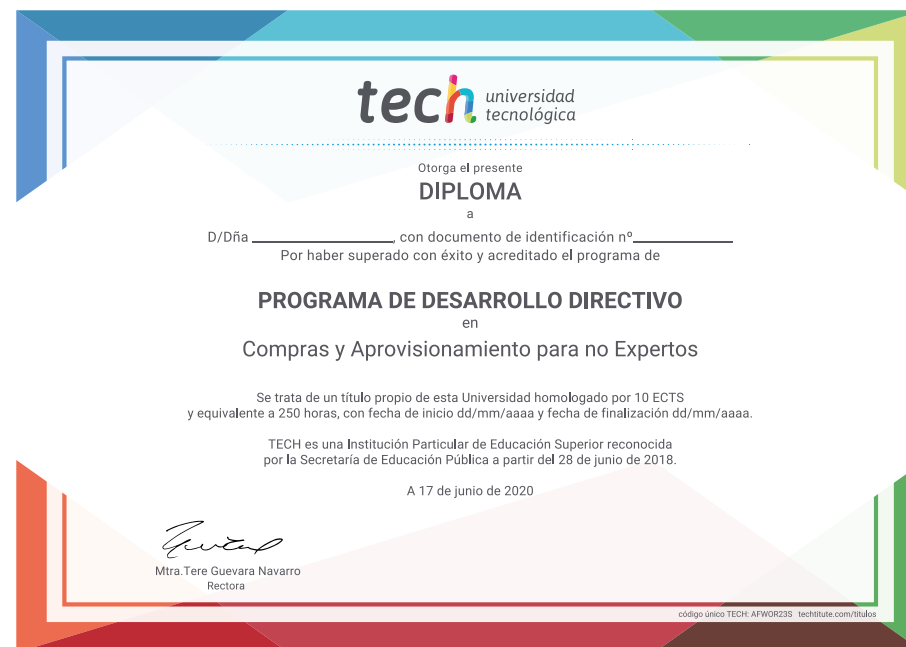 tech universidad
tecnológica
Otorga el presente
DIPLOMA
a
D/Dña ____________________, con documento de identificación nº______________
Por haber superado con éxito y acreditado el programa de
PROGRAMA DE DESARROLLO DIRECTIVO
en
Compras y Aprovisionamiento para no Expertos
Se trata de un título propio de esta Universidad homologado por 10 ECTS
y equivalente a 250 horas, con fecha de inicio dd/mm/aaaa y fecha de finalización dd/mm/aaaa.
TECH es una Institución Particular de Educación Superior reconocida
por la Secretaría de Educación Pública a partir del 28 de junio de 2018.
A 17 de junio de 2020
Mtra.Tere Guevara Navarro
Rectora
código único TECH: AFWOR23S techtitute.com/titulos